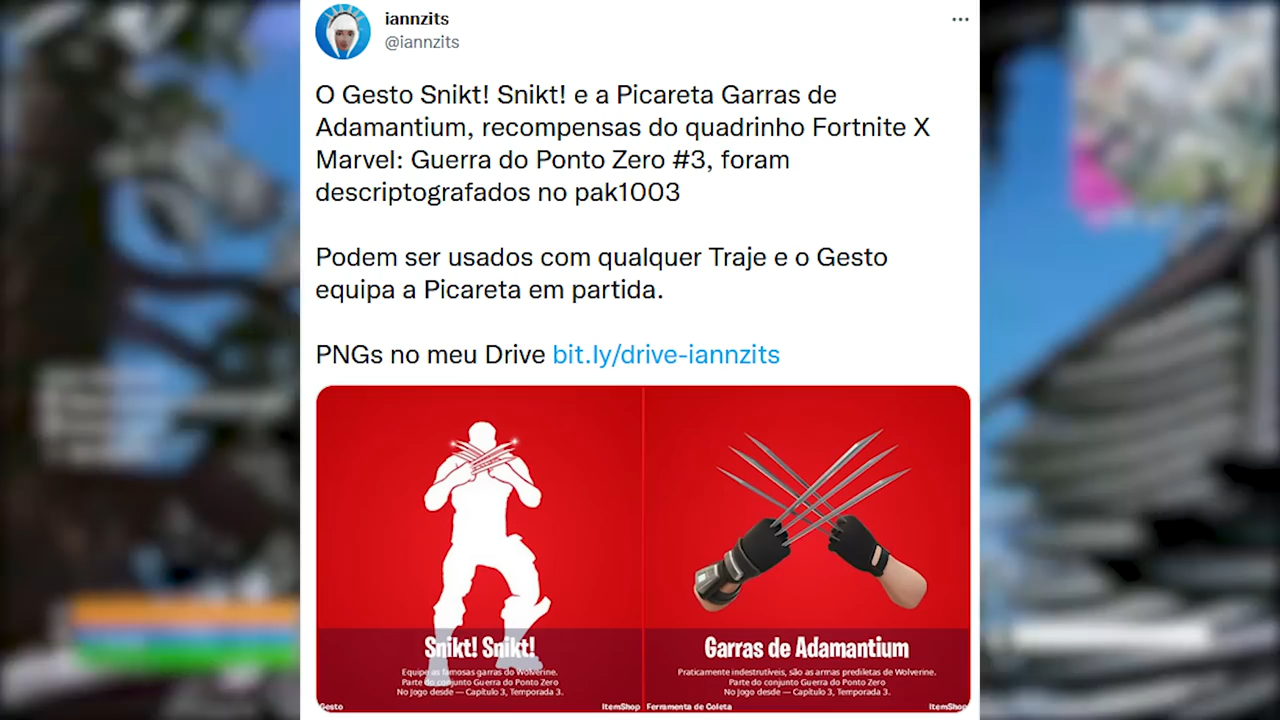 iannzits
@iannzits
O Gesto Snikt! Snikt! e a Picareta Garras de
Adamantium, recompensas do quadrinho Fortnite X
Marvel: Guerra do Ponto Zero #3, foram
descriptografados no pak1003
Podem ser usados com qualquer Traje e o Gesto
equipa a Picareta em partida.
PNGs no meu Drive bit.ly/drive-iannzits
Snikt! Snikt!
Equipe as famosas garras do Wolverine.
Parte do conjunto Guerra do Ponto Zero
No Jogo desde — Capítulo 3, Temporada 3.
Gesto
ItemShop
Garras de Adamantium
Praticamente indestrutíveis, são as armas prediletas de Wolverine.
Parte do conjunto Guerra do Ponto Zero
No Jogo desde — Capítulo 3, Temporada 3.
Ferramenta de Coleta
ItemShop